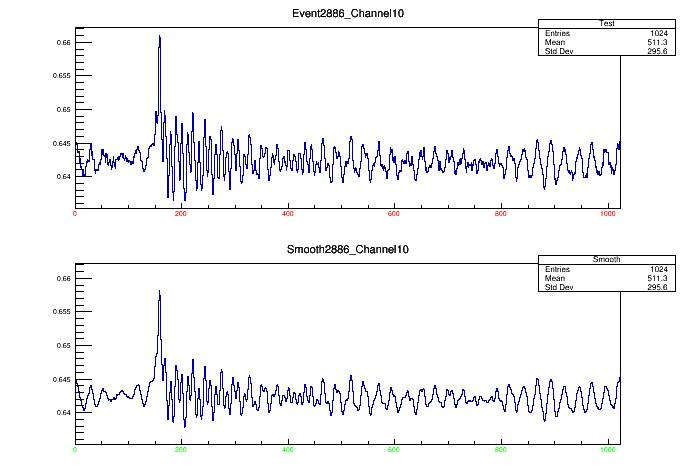 Event2886_Channel10
Test
Entries 1024
Mean 511.3
Std Dev 295.6
0.66
0.655
0.65
0.645
0.64
0 200 400 600 800 1000
Smooth2886_Channel10
Smooth
Entries 1024
Mean 511.3
Std Dev 295.6
0.66
0.655
0.65
0.645
0.64
0 200 400 600 800 1000